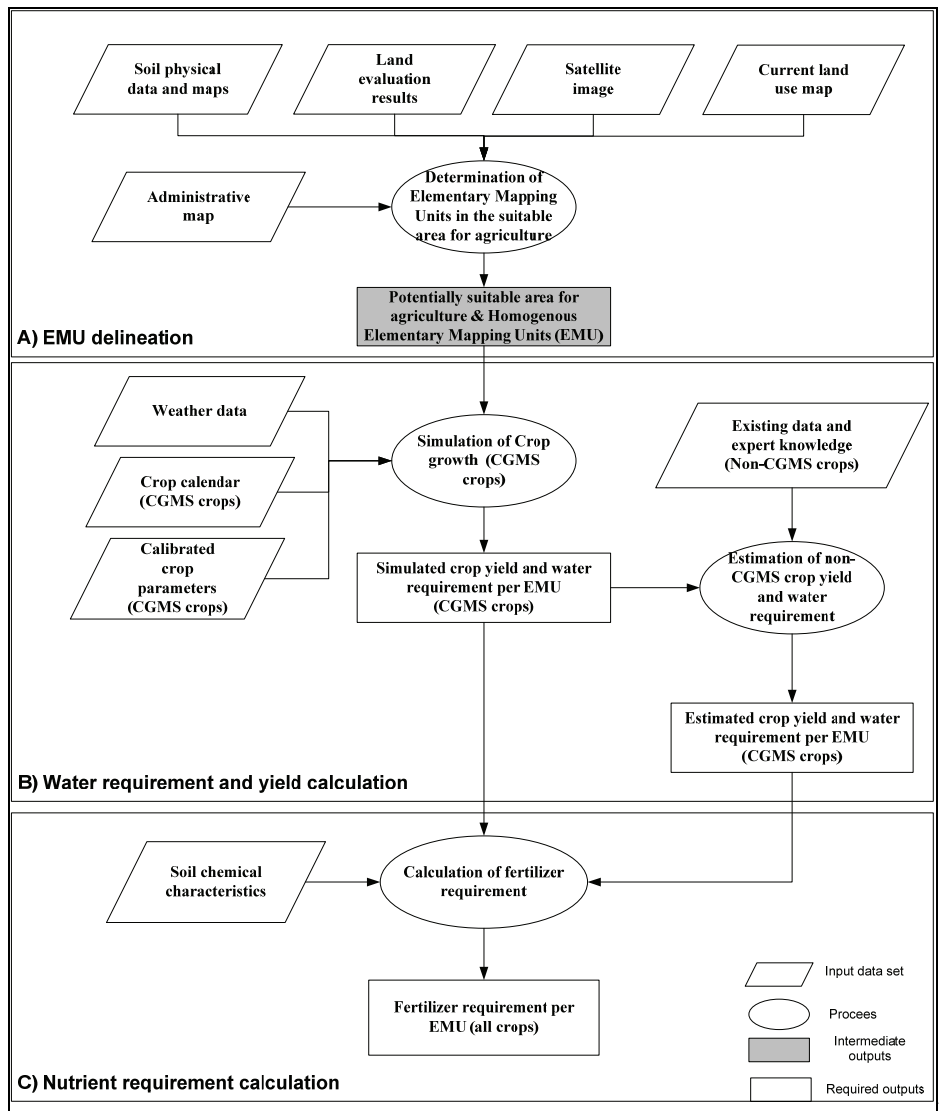 Soil physical
data and maps
Land
evaluation
results
Satellite
image
Current land
use map
Administrative
map
Determination of
Elementary Mapping
Units in the suitable
area for agriculture
Potentially suitable area for
agriculture & Homogenous
Elementary Mapping Units (EMU)
A) EMU delineation
Weather data
Crop calendar
(CGMS crops)
Calibrated
crop
parameters
(CGMS crops)
Simulation of Crop
growth (CGMS
crops)
Existing data and
expert knowledge
(Non-CGMS crops)
Simulated crop yield and water
requirement per EMU
(CGMS crops)
Estimation of non-
CGMS crop yield
and water
requirement
Estimated crop yield and water
requirement per EMU
(CGMS crops)
B) Water requirement and yield calculation
Soil chemical
characteristics
Calculation of fertilizer
requirement
Fertilizer requirement per
EMU (all crops)
Input data set
Procees
Intermediate
outputs
Required outputs
C) Nutrient requirement calculation